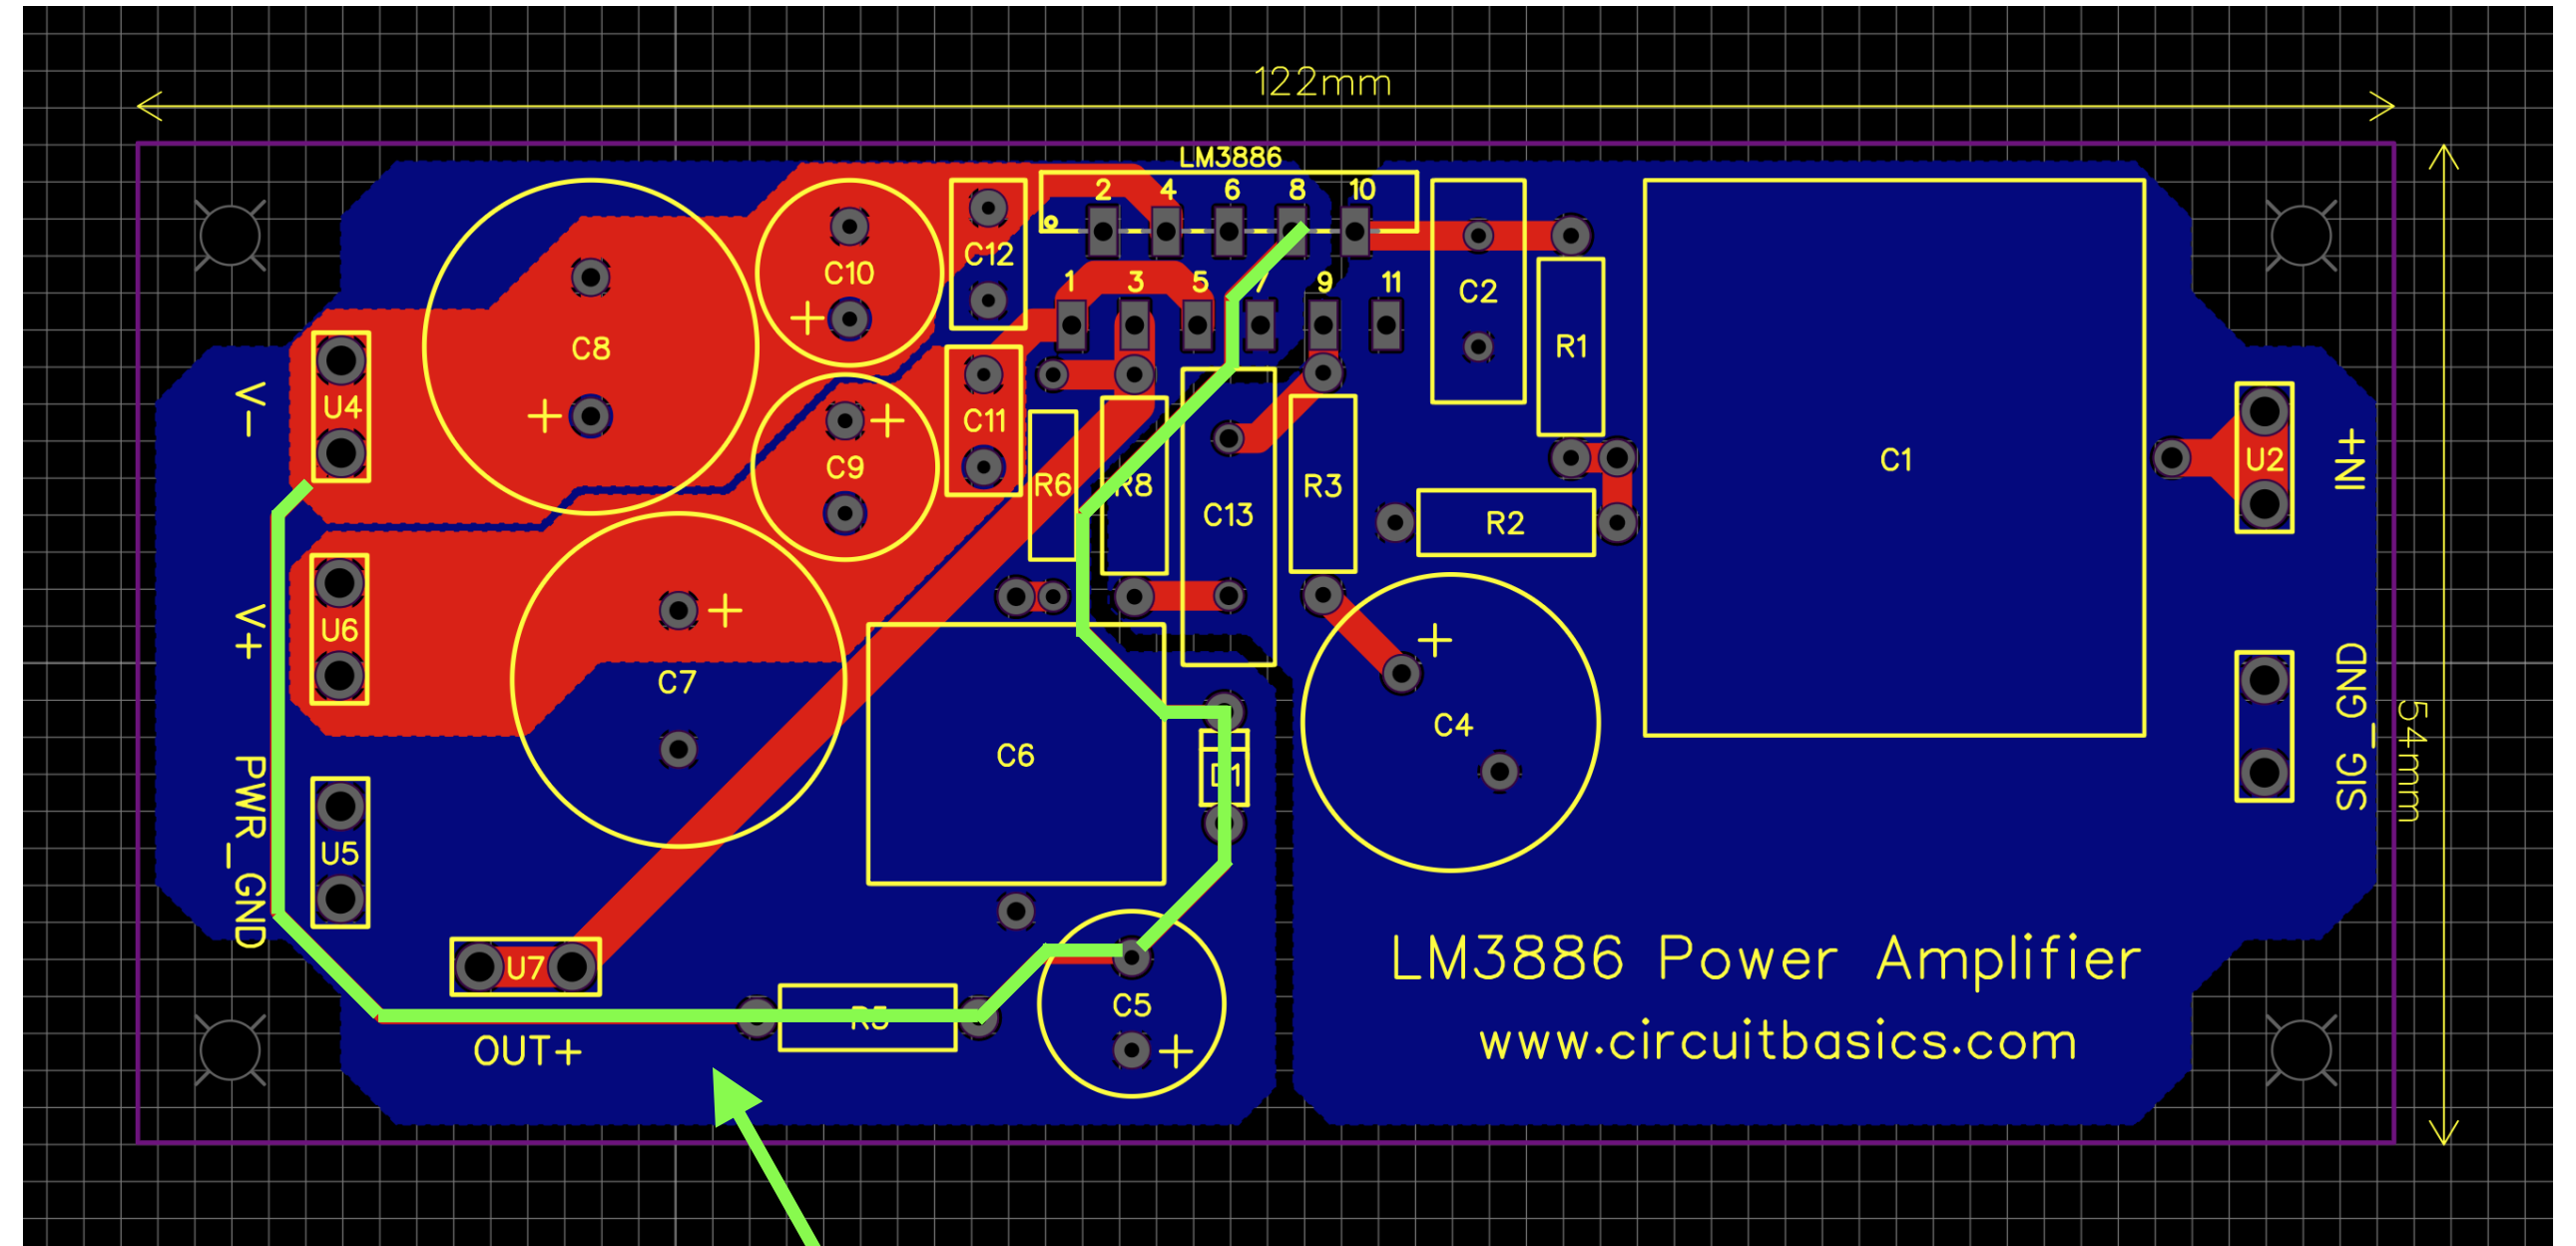 122mm
LM3886
2 4 6 8 10
1 3 5 7 9 11
C12
C10
+
C8
+
C11
C9
+
C2
R1
C1
U4
V-
R6
R8
C13
R3
R2
U2
IN+
U6
V+
C7
+
C6
D1
C4
+
SIG_GND
54mm
U5
PWR_GND
U7
OUT+
R5
C5
+
LM3886 Power Amplifier
www.circuitbasics.com